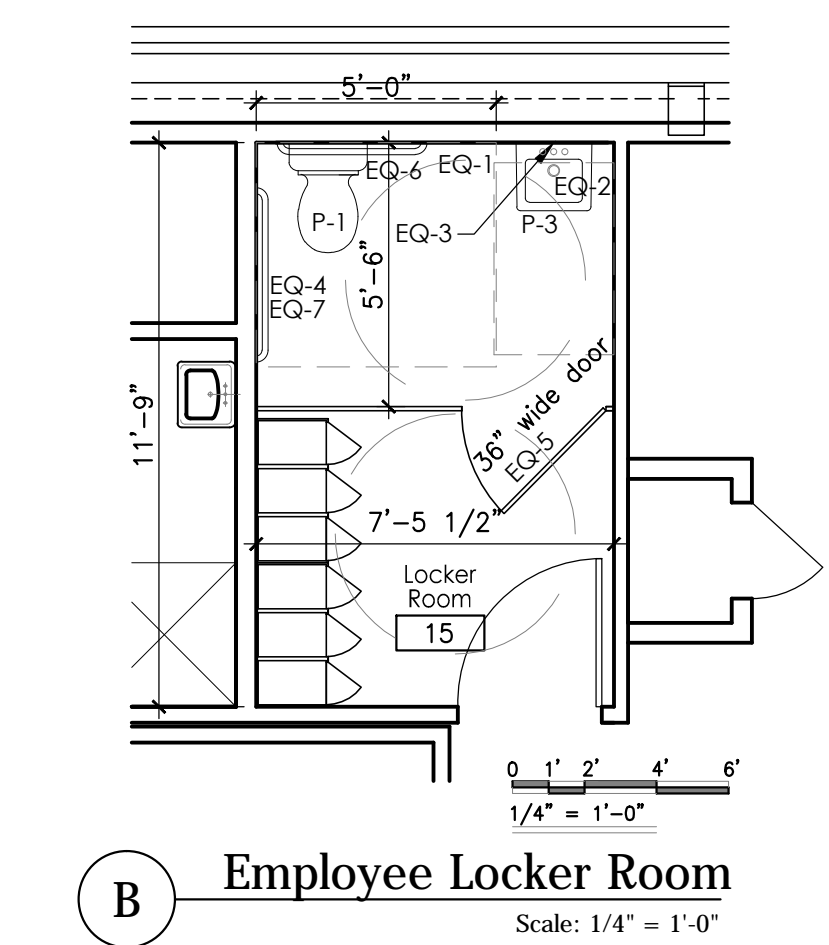 5'-0"
EQ-6
EQ-1
EQ-2
P-1
EQ-3
P-3
5'-6"
EQ-4
EQ-7
11'-9"
36" wide door
EQ-5
7'-5 1/2"
Locker
Room
15
0 1' 2' 4' 6'
1/4" = 1'-0"
B
Employee Locker Room
Scale: 1/4" = 1'-0"